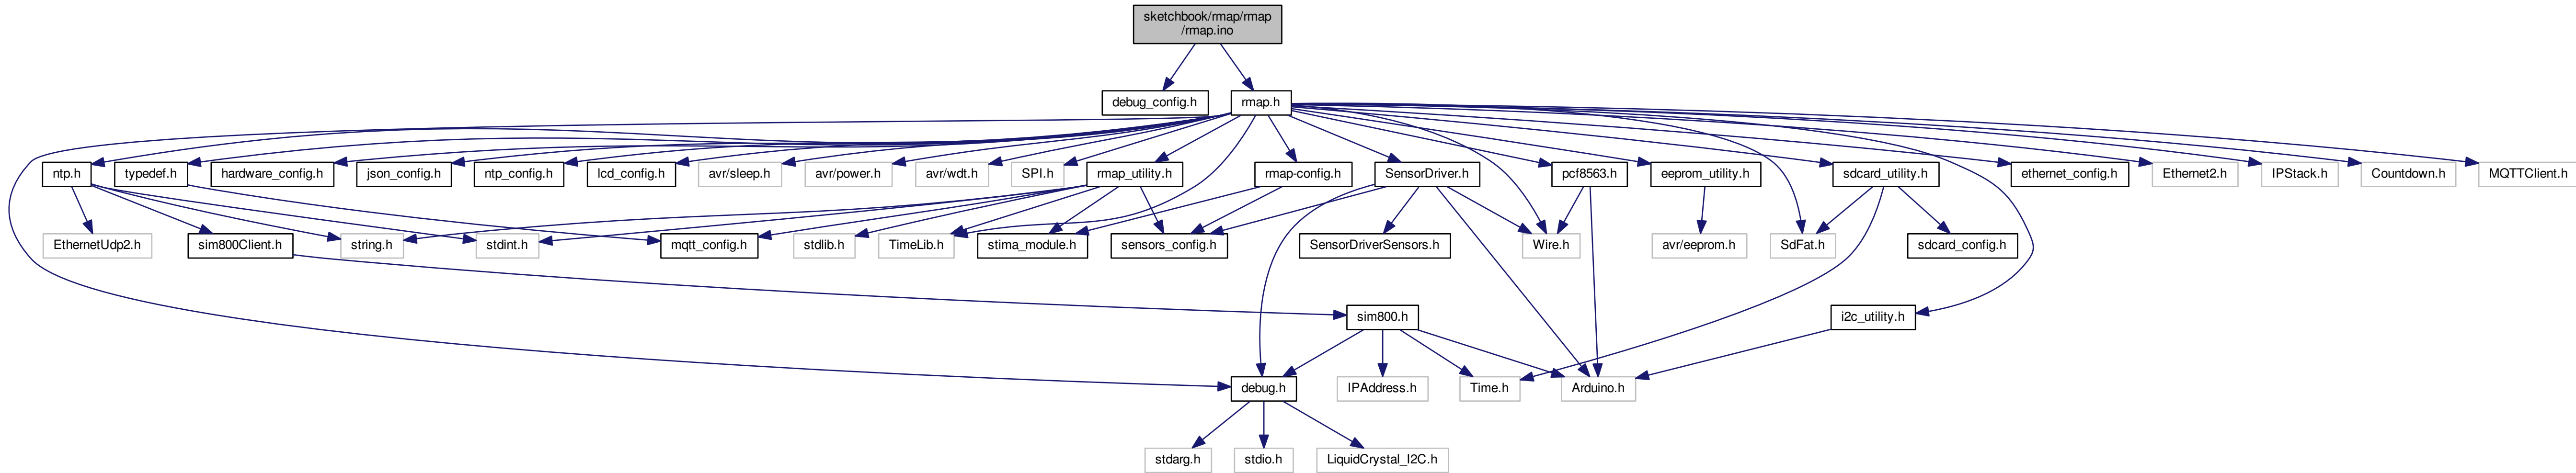 sketchbook/rmap/rmap
/rmap.ino
debug_config.h
rmap.h
ntp.h
typedef.h
hardware_config.h
json_config.h
ntp_config.h
lcd_config.h
avr/sleep.h
avr/power.h
avr/wdt.h
SPI.h
rmap_utility.h
rmap-config.h
SensorDriver.h
pcf8563.h
eeprom_utility.h
sdcard_utility.h
ethernet_config.h
Ethernet2.h
IPStack.h
Countdown.h
MQTTClient.h
EthernetUdp2.h
sim800Client.h
string.h
stdint.h
mqtt_config.h
stdlib.h
TimeLib.h
stima_module.h
sensors_config.h
SensorDriverSensors.h
Wire.h
avr/eeprom.h
SdFat.h
sdcard_config.h
sim800.h
i2c_utility.h
debug.h
IPAddress.h
Time.h
Arduino.h
stdarg.h
stdio.h
LiquidCrystal_I2C.h